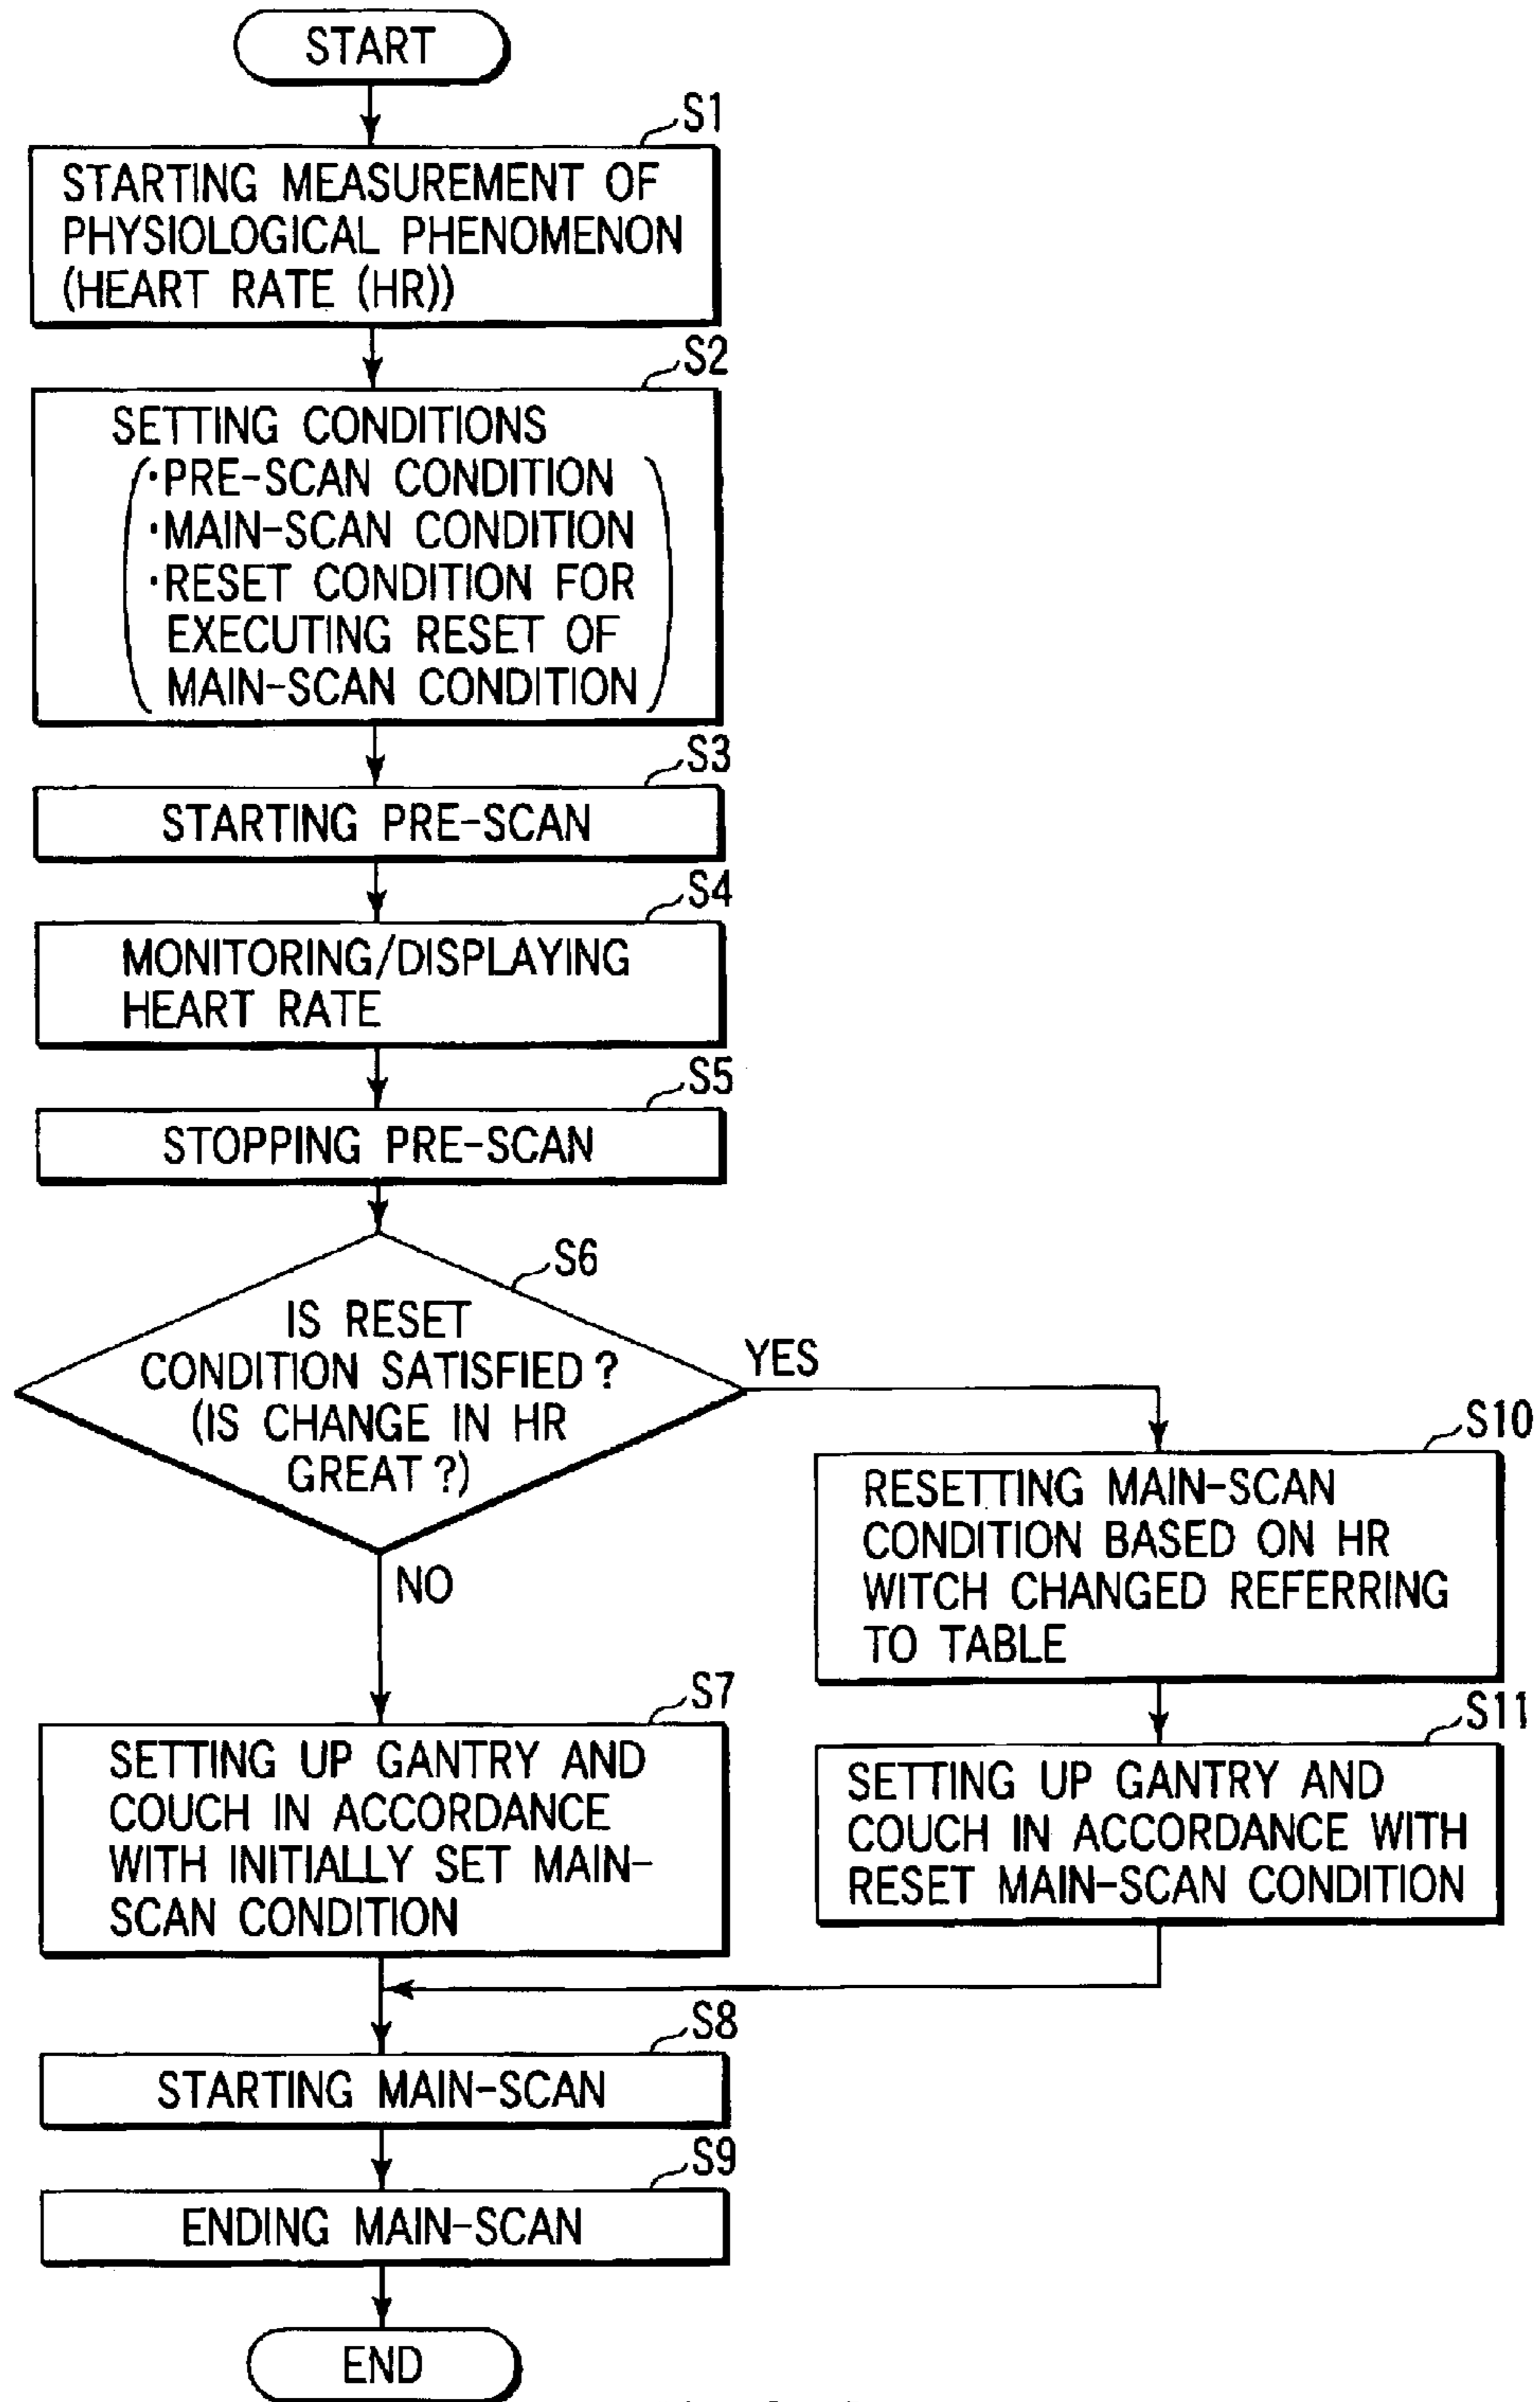 START
S1
STARTING MEASUREMENT OF
PHYSIOLOGICAL PHENOMENON
(HEART RATE (HR))
S2
SETTING CONDITIONS
·PRE-SCAN CONDITION
·MAIN-SCAN CONDITION
·RESET CONDITION FOR
EXECUTING RESET OF
MAIN-SCAN CONDITION
S3
STARTING PRE-SCAN
S4
MONITORING/DISPLAYING
HEART RATE
S5
STOPPING PRE-SCAN
S6
IS RESET
CONDITION SATISFIED?
(IS CHANGE IN HR
GREAT?)
YES
NO
S10
RESETTING MAIN-SCAN
CONDITION BASED ON HR
WITCH CHANGED REFERRING
TO TABLE
S7
SETTING UP GANTRY AND
COUCH IN ACCORDANCE
WITH INITIALLY SET MAIN-
SCAN CONDITION
S11
SETTING UP GANTRY AND
COUCH IN ACCORDANCE WITH
RESET MAIN-SCAN CONDITION
S8
STARTING MAIN-SCAN
S9
ENDING MAIN-SCAN
END